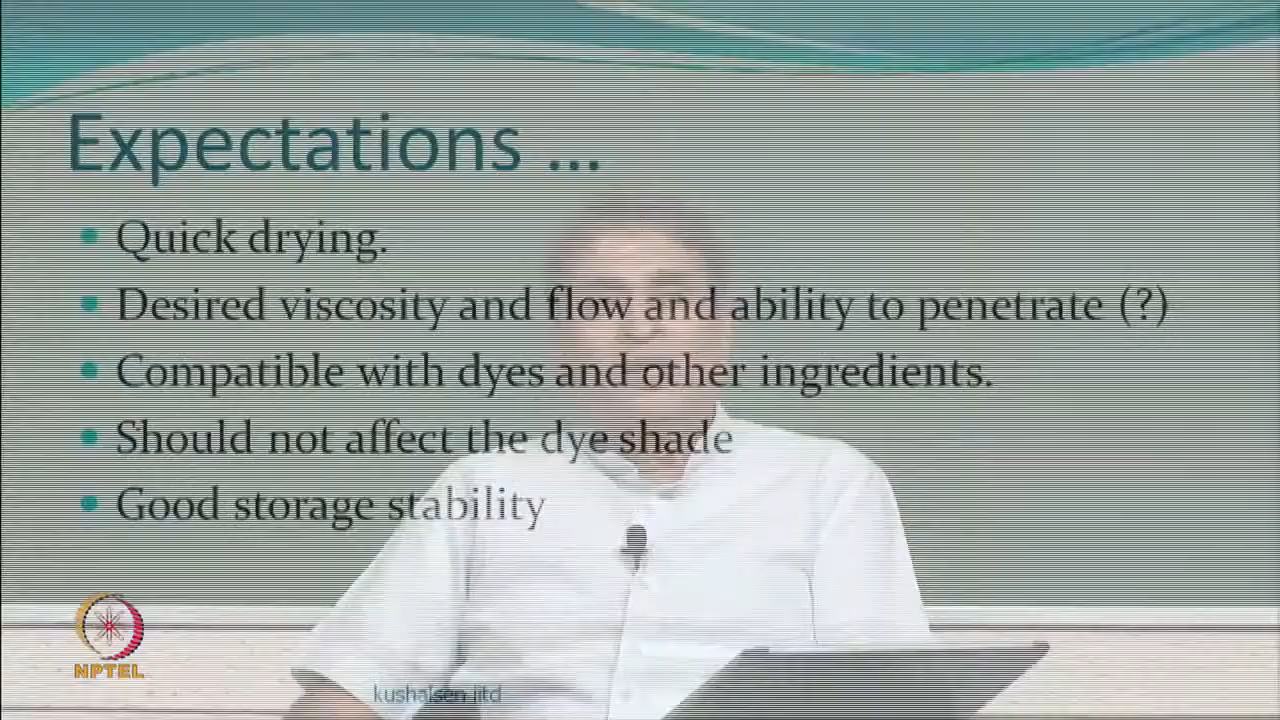 Expectations ...
Quick drying.
Desired viscosity and flow and ability to penetrate (?)
Compatible with dyes and other ingredients.
Should not affect the dye shade
Good storage stability
NPTEL
kushalsen iitd